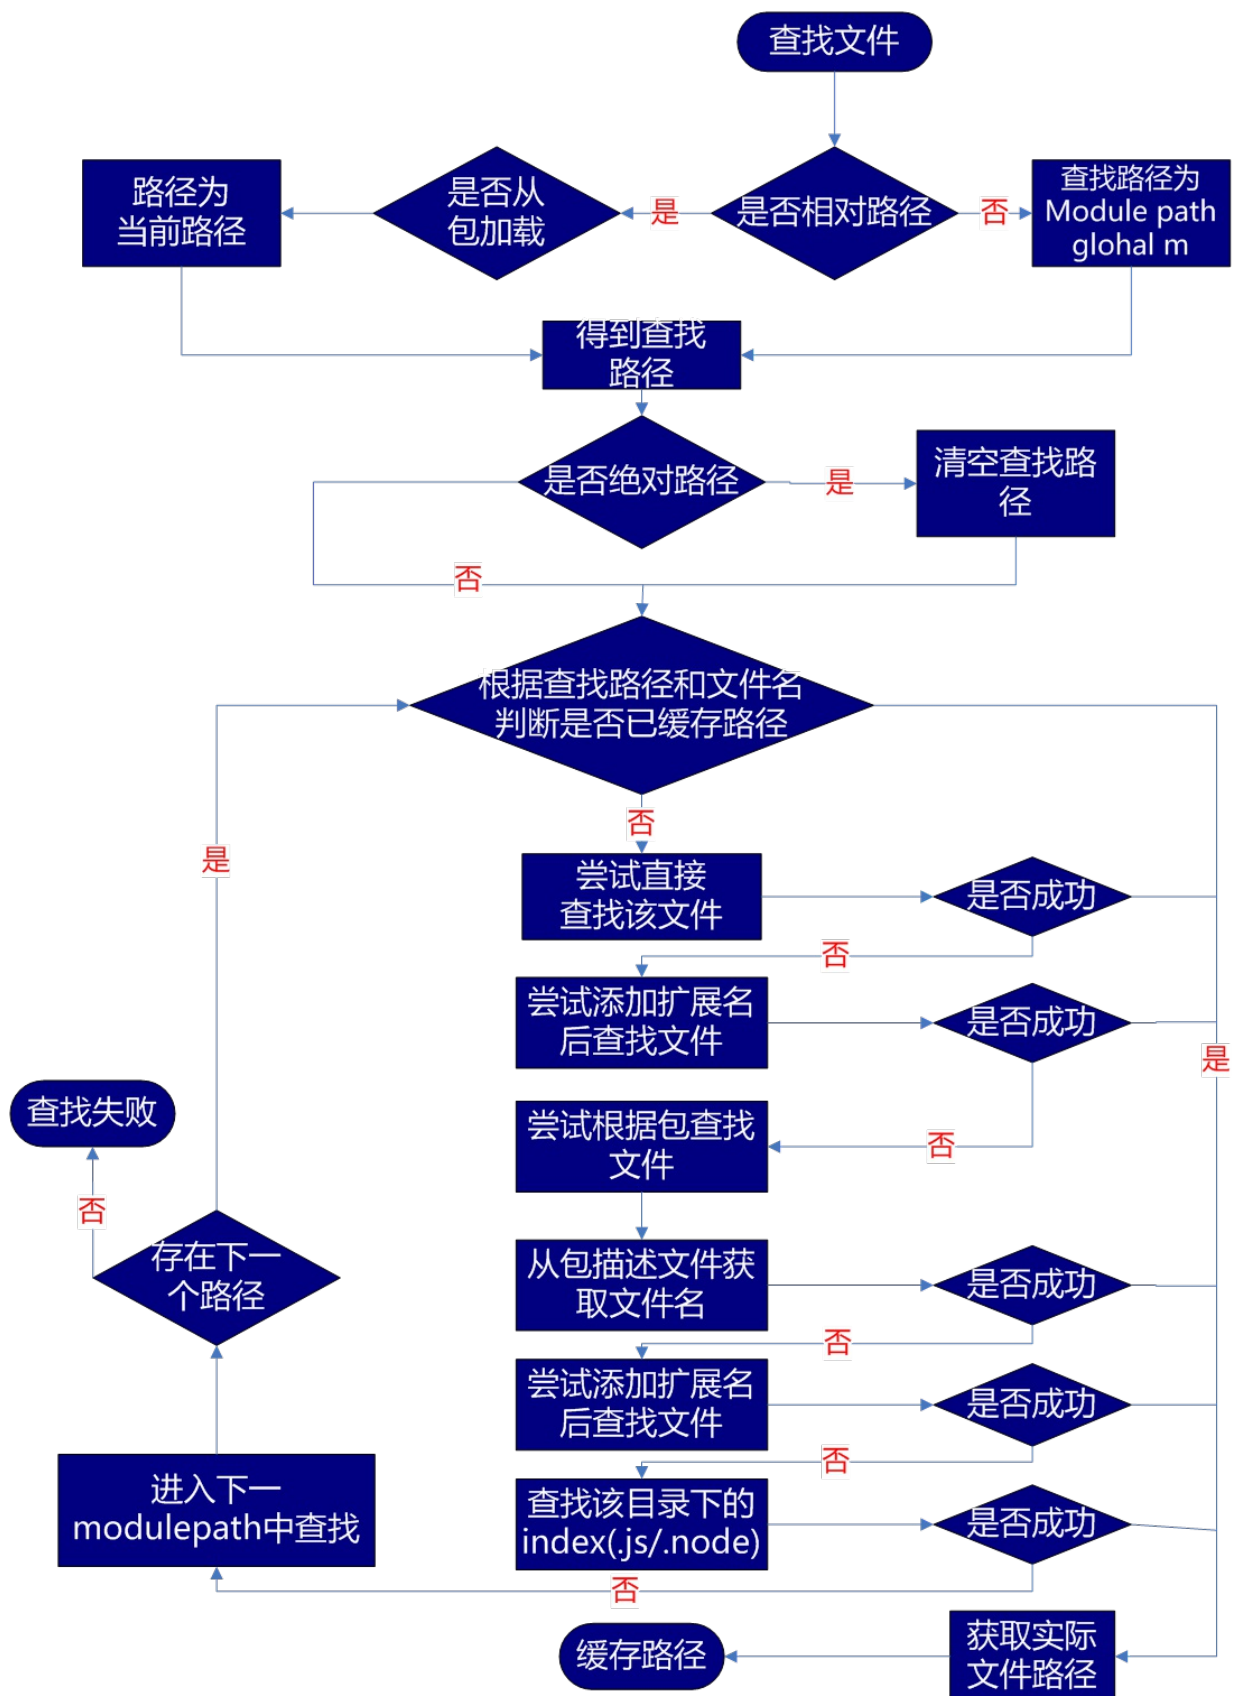 查找文件
路径为
当前路径
是否从
包加载
是
是否相对路径
否
查找路径为
Module path
glohal m
得到查找
路径
是否绝对路径
是
清空查找路
径
否
根据查找路径和文件名
判断是否已缓存路径
否
是
尝试直接
查找该文件
是否成功
否
尝试添加扩展名
后查找文件
是否成功
是
查找失败
尝试根据包查找
文件
否
否
存在下一
个路径
从包描述文件获
取文件名
是否成功
否
尝试添加扩展名
后查找文件
是否成功
否
进入下一
modulepath中查找
查找该目录下的
index(.js/.node)
是否成功
否
缓存路径
获取实际
文件路径